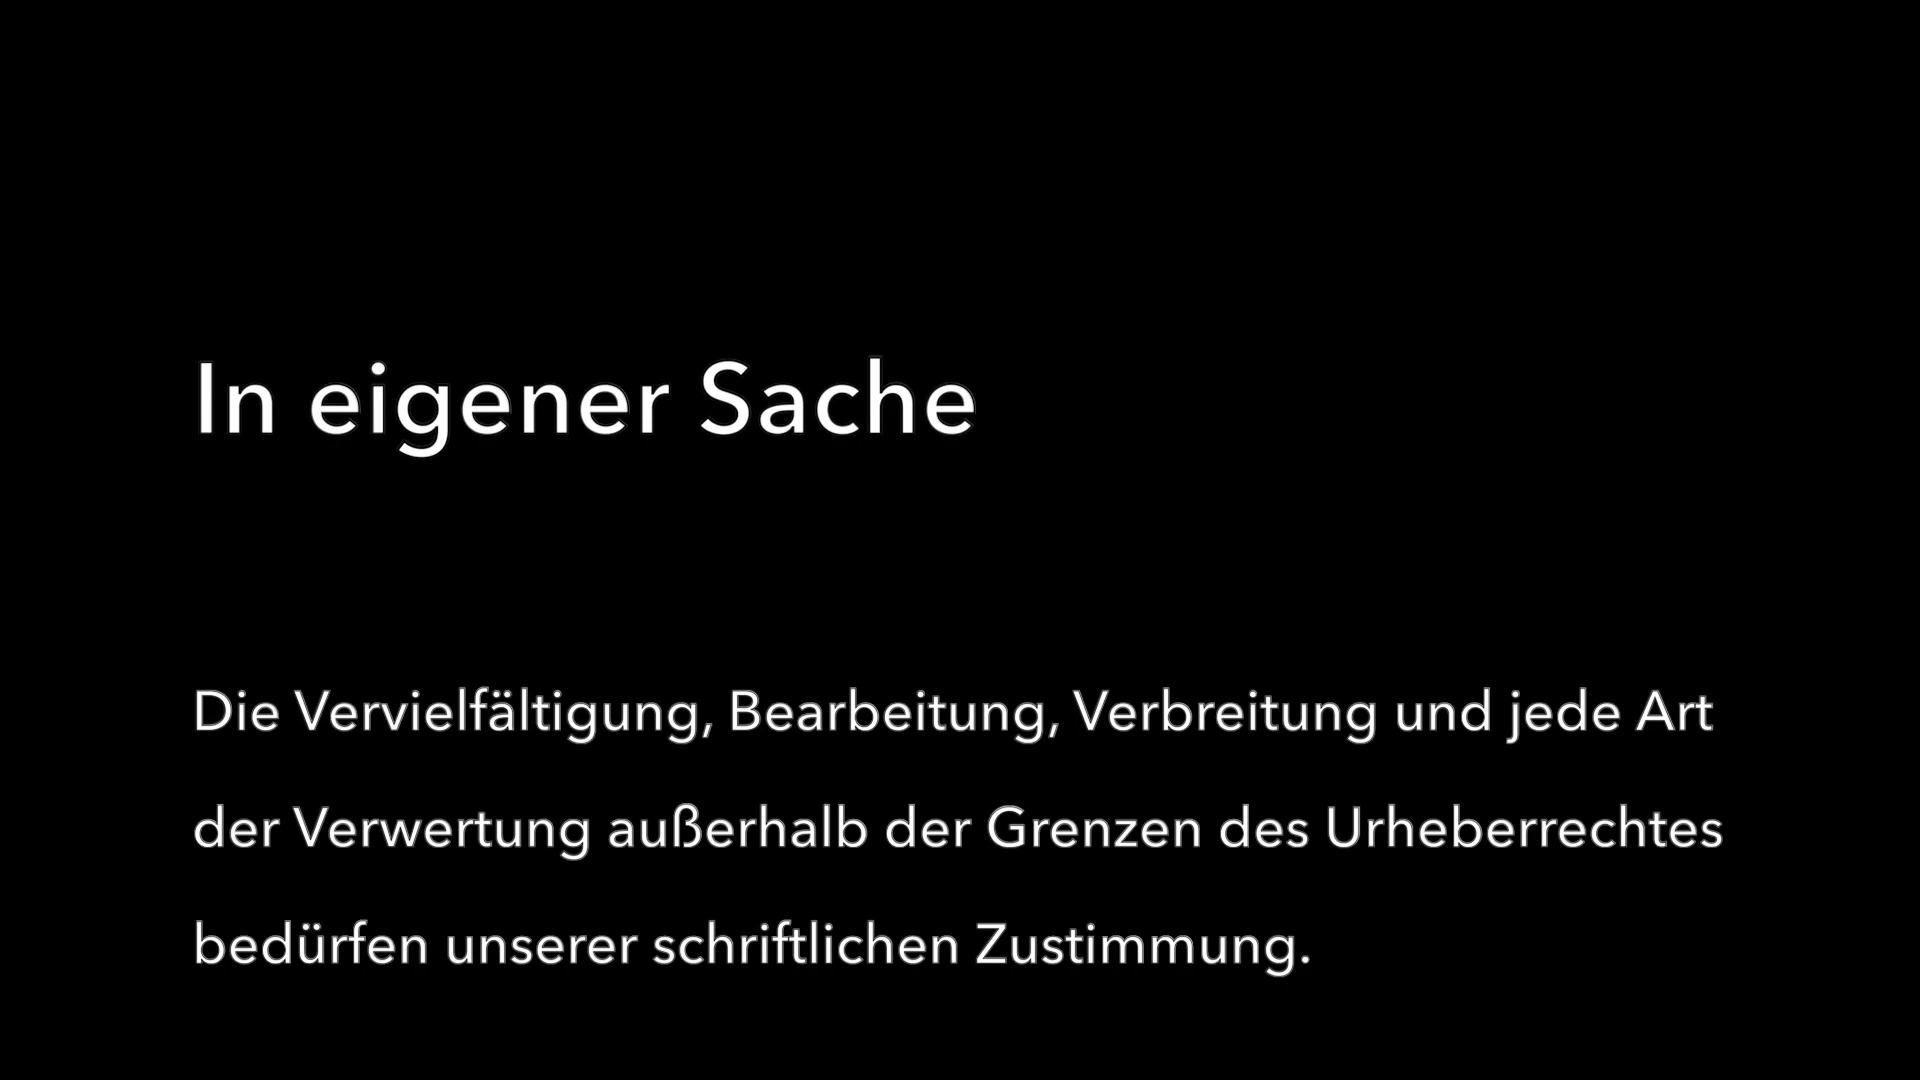 In eigener Sache
Die Vervielfältigung, Bearbeitung, Verbreitung und jede Art
der Verwertung außerhalb der Grenzen des Urheberrechtes
bedürfen unserer schriftlichen Zustimmung.